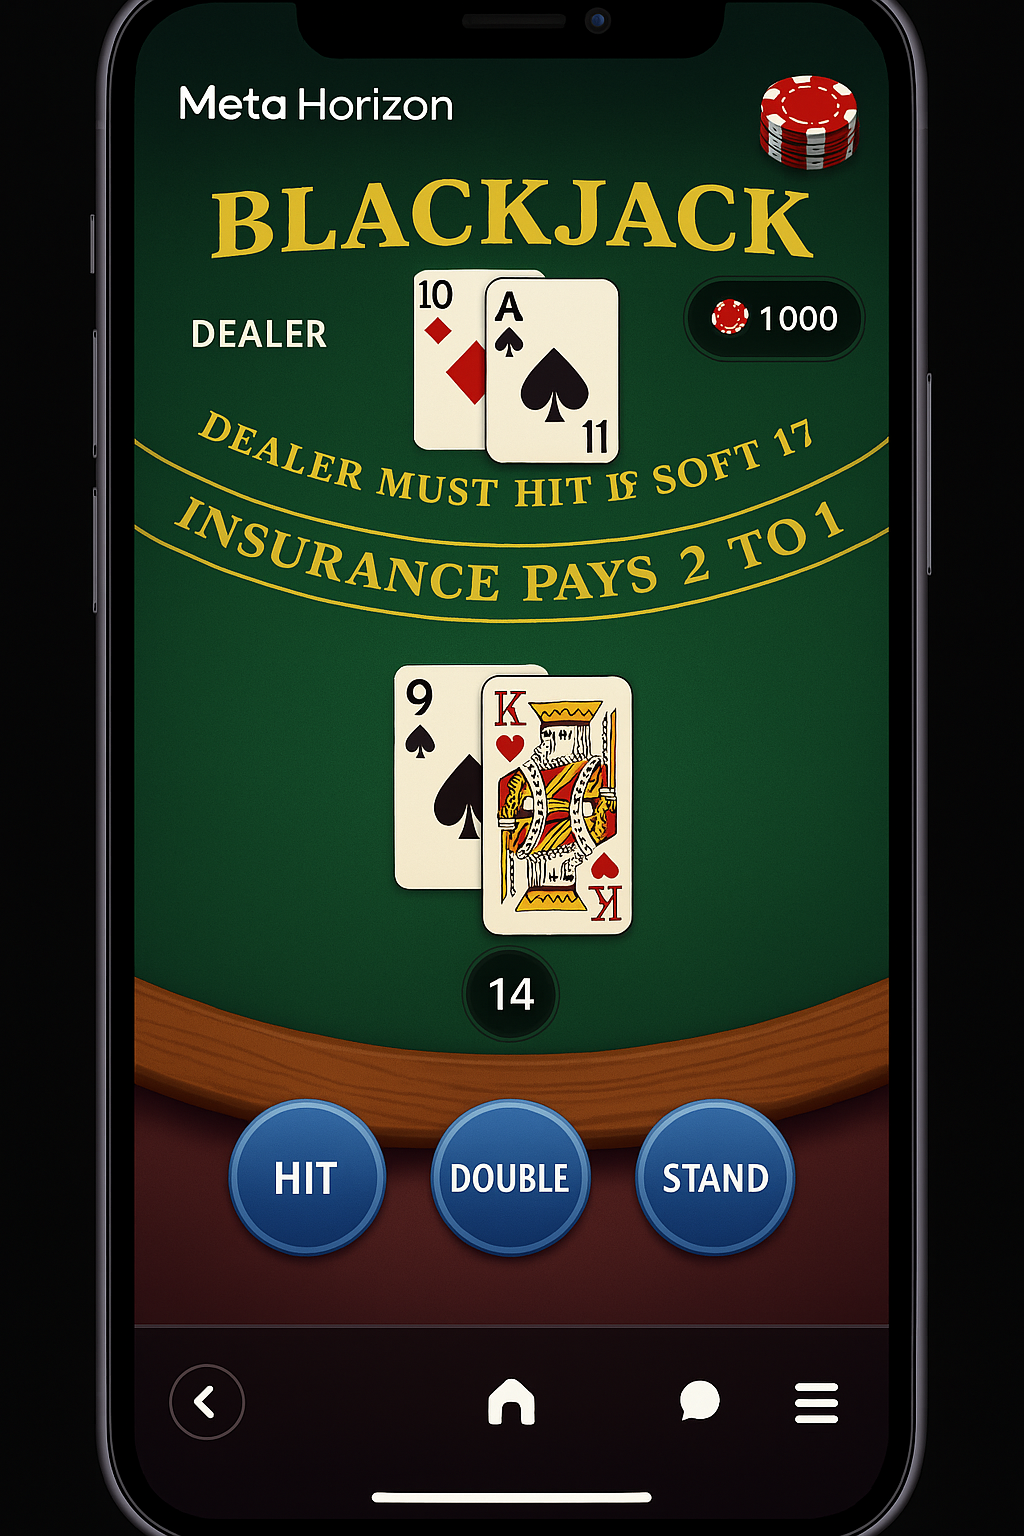 Meta Horizon
BLACKJACK
10
A
11
DEALER
1000
DEALER MUST HIT IF SOFT 17
INSURANCE PAYS 2 TO 1
9
K
K
14
HIT
DOUBLE
STAND